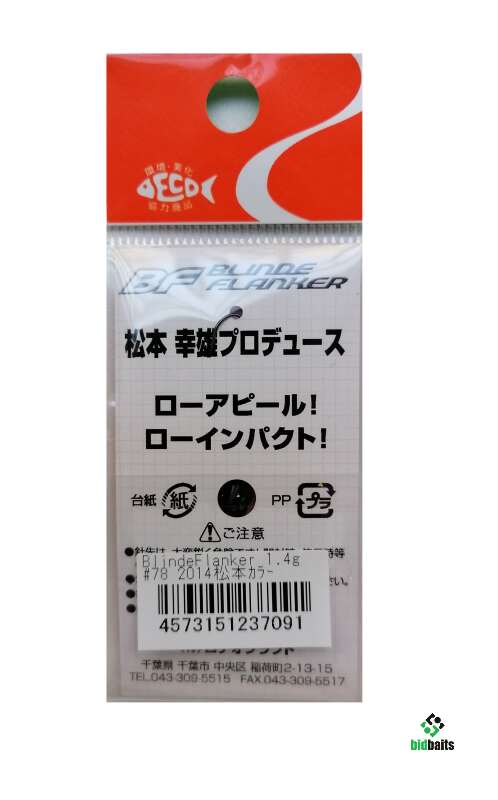 環境・美化
ECO
協力商品
BF BLINDE FLANKER
松本 幸雄プロデュース
ローアピール!
ローインパクト!
台紙 紙 PP プラ
ご注意
BlindeFlanker 1.4g
#78 2014松本カラー
さい。
4573151237091
千葉県 千葉市 中央区 稲荷町2-13-15
TEL.043-309-5515 FAX.043-309-5517
bidbaits